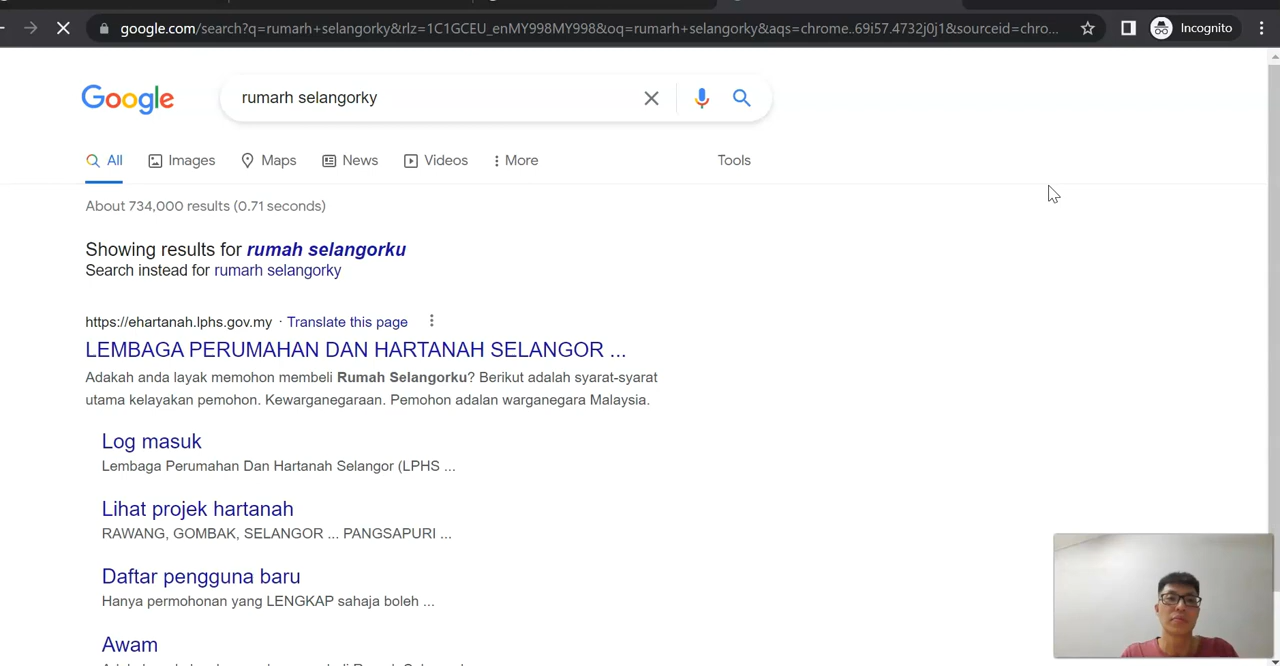 google.com/search?q=rumarh+selangorky&rlz=1C1GCEU_enMY998MY998&oq=rumarh+selangorky&aqs=chrome..69i57.4732j0j1&sourceid=chro...
Incognito
Google
rumarh selangorky
All
Images
Maps
News
Videos
More
Tools
About 734,000 results (0.71 seconds)
Showing results for rumah selangorku
Search instead for rumarh selangorky
https://ehartanah.lphs.gov.my · Translate this page
LEMBAGA PERUMAHAN DAN HARTANAH SELANGOR ...
Adakah anda layak memohon membeli Rumah Selangorku? Berikut adalah syarat-syarat
utama kelayakan pemohon. Kewarganegaraan. Pemohon adalan warganegara Malaysia.
Log masuk
Lembaga Perumahan Dan Hartanah Selangor (LPHS ...
Lihat projek hartanah
RAWANG, GOMBAK, SELANGOR ... PANGSAPURI ...
Daftar pengguna baru
Hanya permohonan yang LENGKAP sahaja boleh ...
Awam